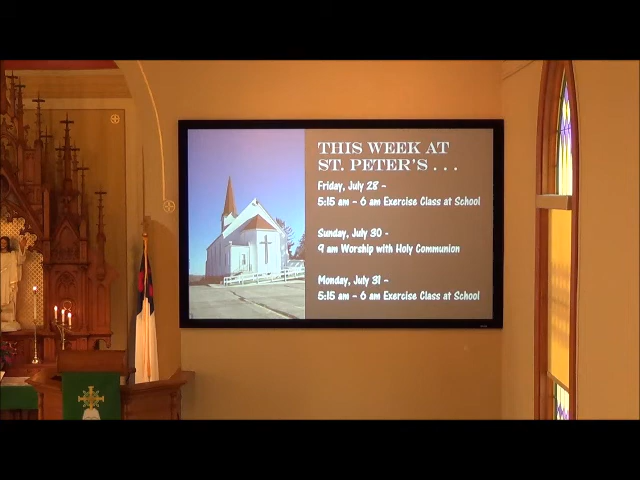 THIS WEEK AT
ST. PETER'S . . .
Friday, July 28 -
5:15 am - 6 am Exercise Class at School
Sunday, July 30 -
9 am Worship with Holy Communion
Monday, July 31 -
5:15 am - 6 am Exercise Class at School